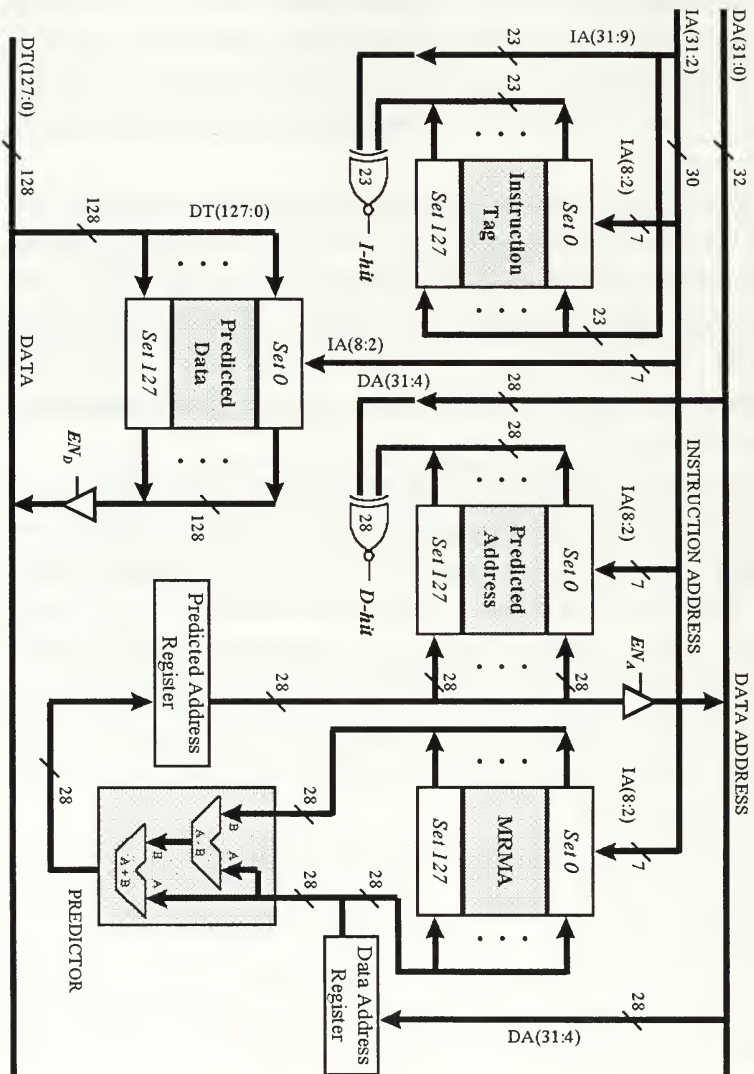 DA(31:0)
32
DATA ADDRESS
IA(31:2)
30
INSTRUCTION ADDRESS
IA(31:9)
23
23
IA(8:2)
7
Set 0
Instruction
Tag
Set 127
23
23
I-hit
IA(8:2)
7
DA(31:4)
28
28
IA(8:2)
7
Set 0
Predicted
Address
Set 127
28
D-hit
28
28
EN_A
IA(8:2)
7
Set 0
MRMA
Set 127
28
DA(31:4)
Data Address
Register
28
28
28
B
A
A - B
B
A
A + B
PREDICTOR
28
Predicted Address
Register
28
DT(127:0)
128
128
DT(127:0)
Set 0
Predicted
Data
Set 127
128
EN_D
DATA